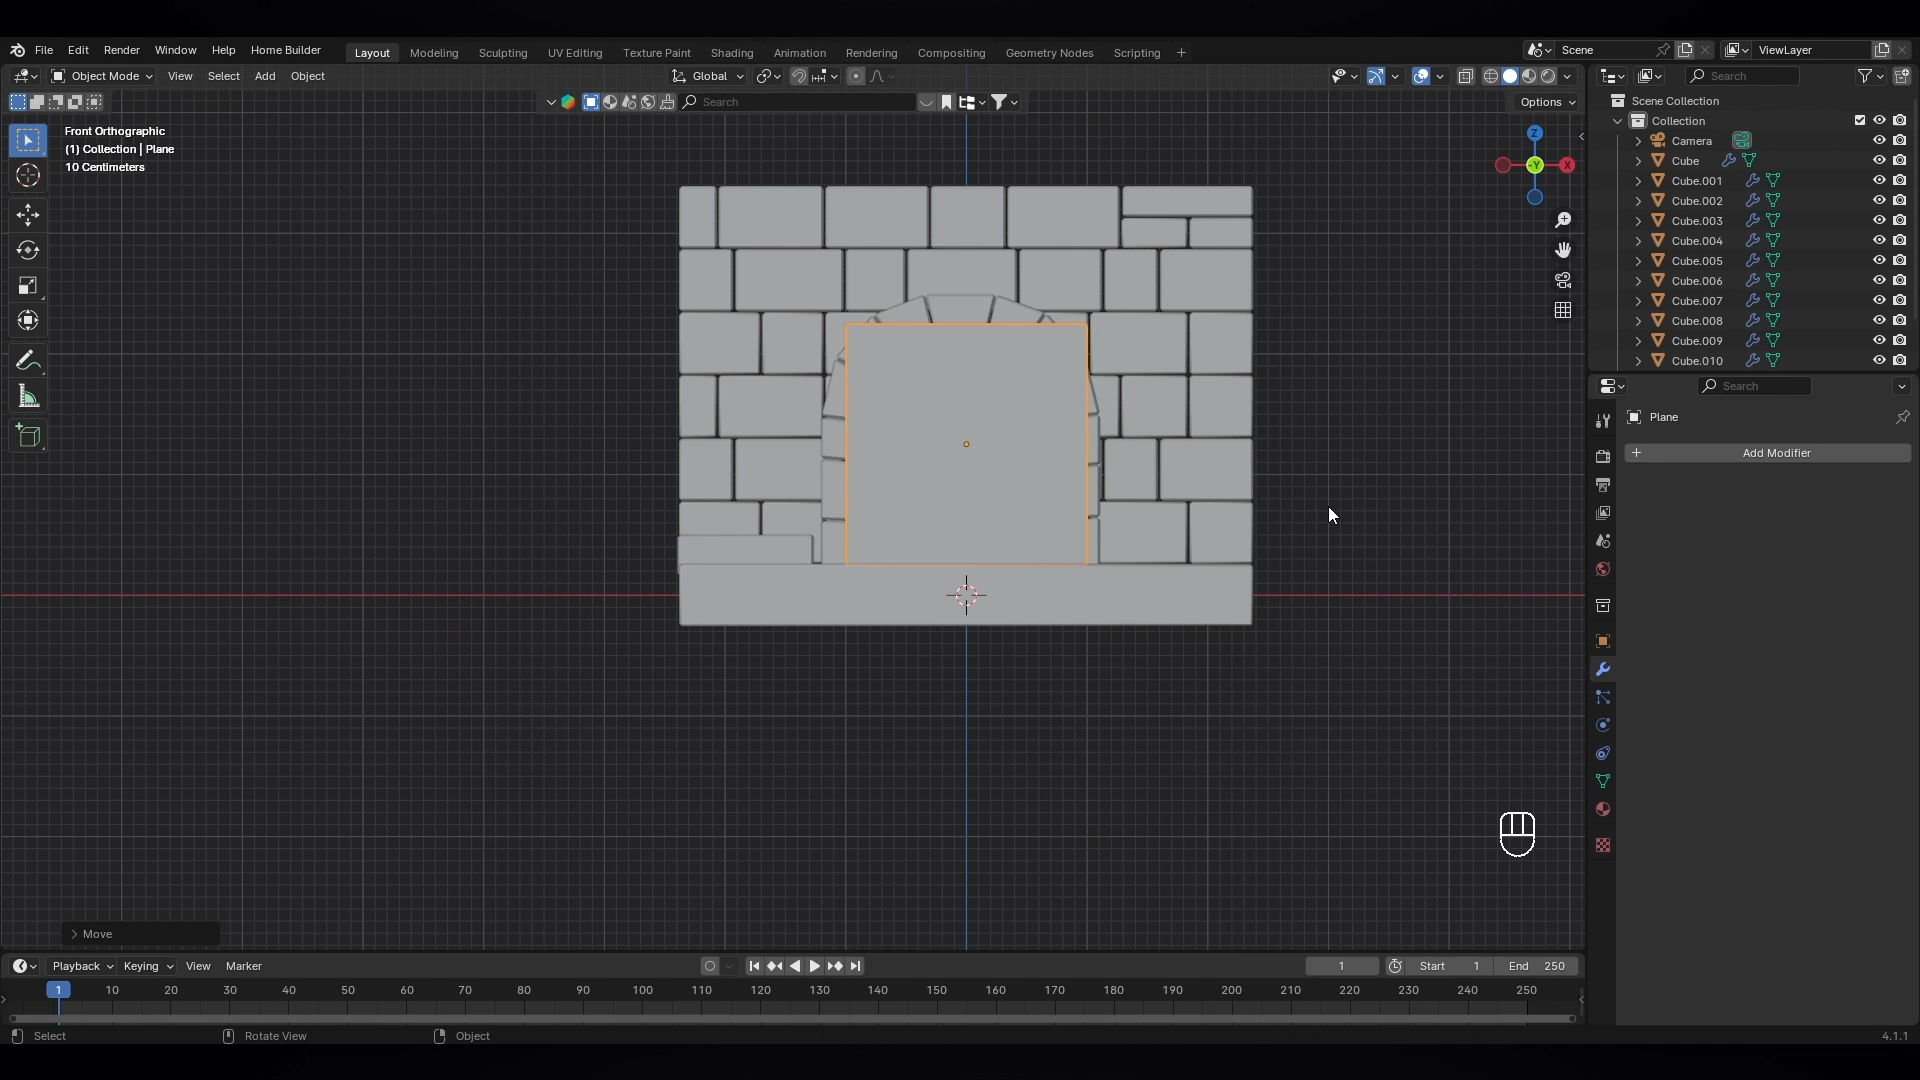 File Edit Render Window Help Home Builder Layout Modeling Sculpting UV Editing Texture Paint Shading Animation Rendering Compositing Geometry Nodes Scripting + Scene ViewLayer
Object Mode View Select Add Object Global Search
Search Options
Front Orthographic
(1) Collection | Plane
10 Centimeters
Z
-Y
X
Scene Collection
Collection
Camera
Cube
Cube.001
Cube.002
Cube.003
Cube.004
Cube.005
Cube.006
Cube.007
Cube.008
Cube.009
Cube.010
Search
Plane
+ Add Modifier
> Move
Playback Keying View Marker 1 Start 1 End 250
1 10 20 30 40 50 60 70 80 90 100 110 120 130 140 150 160 170 180 190 200 210 220 230 240 250
Select Rotate View Object 4.1.1